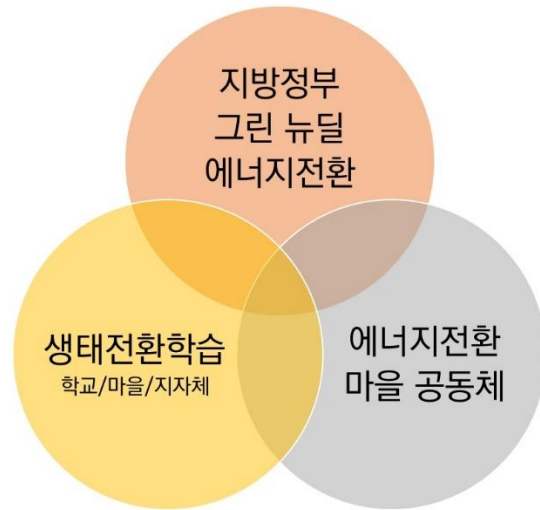 지방정부
그린 뉴딜
에너지전환
생태전환학습
학교/마을/지자체
에너지전환
마을 공동체